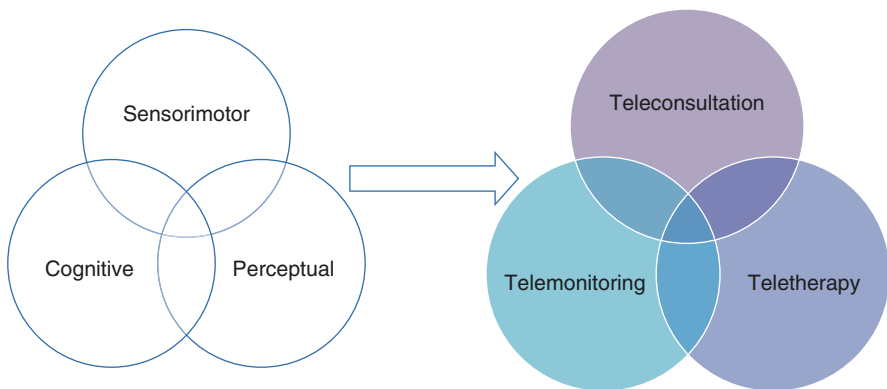 Sensorimotor
Cognitive
Perceptual
Teleconsultation
Telemonitoring
Teletherapy